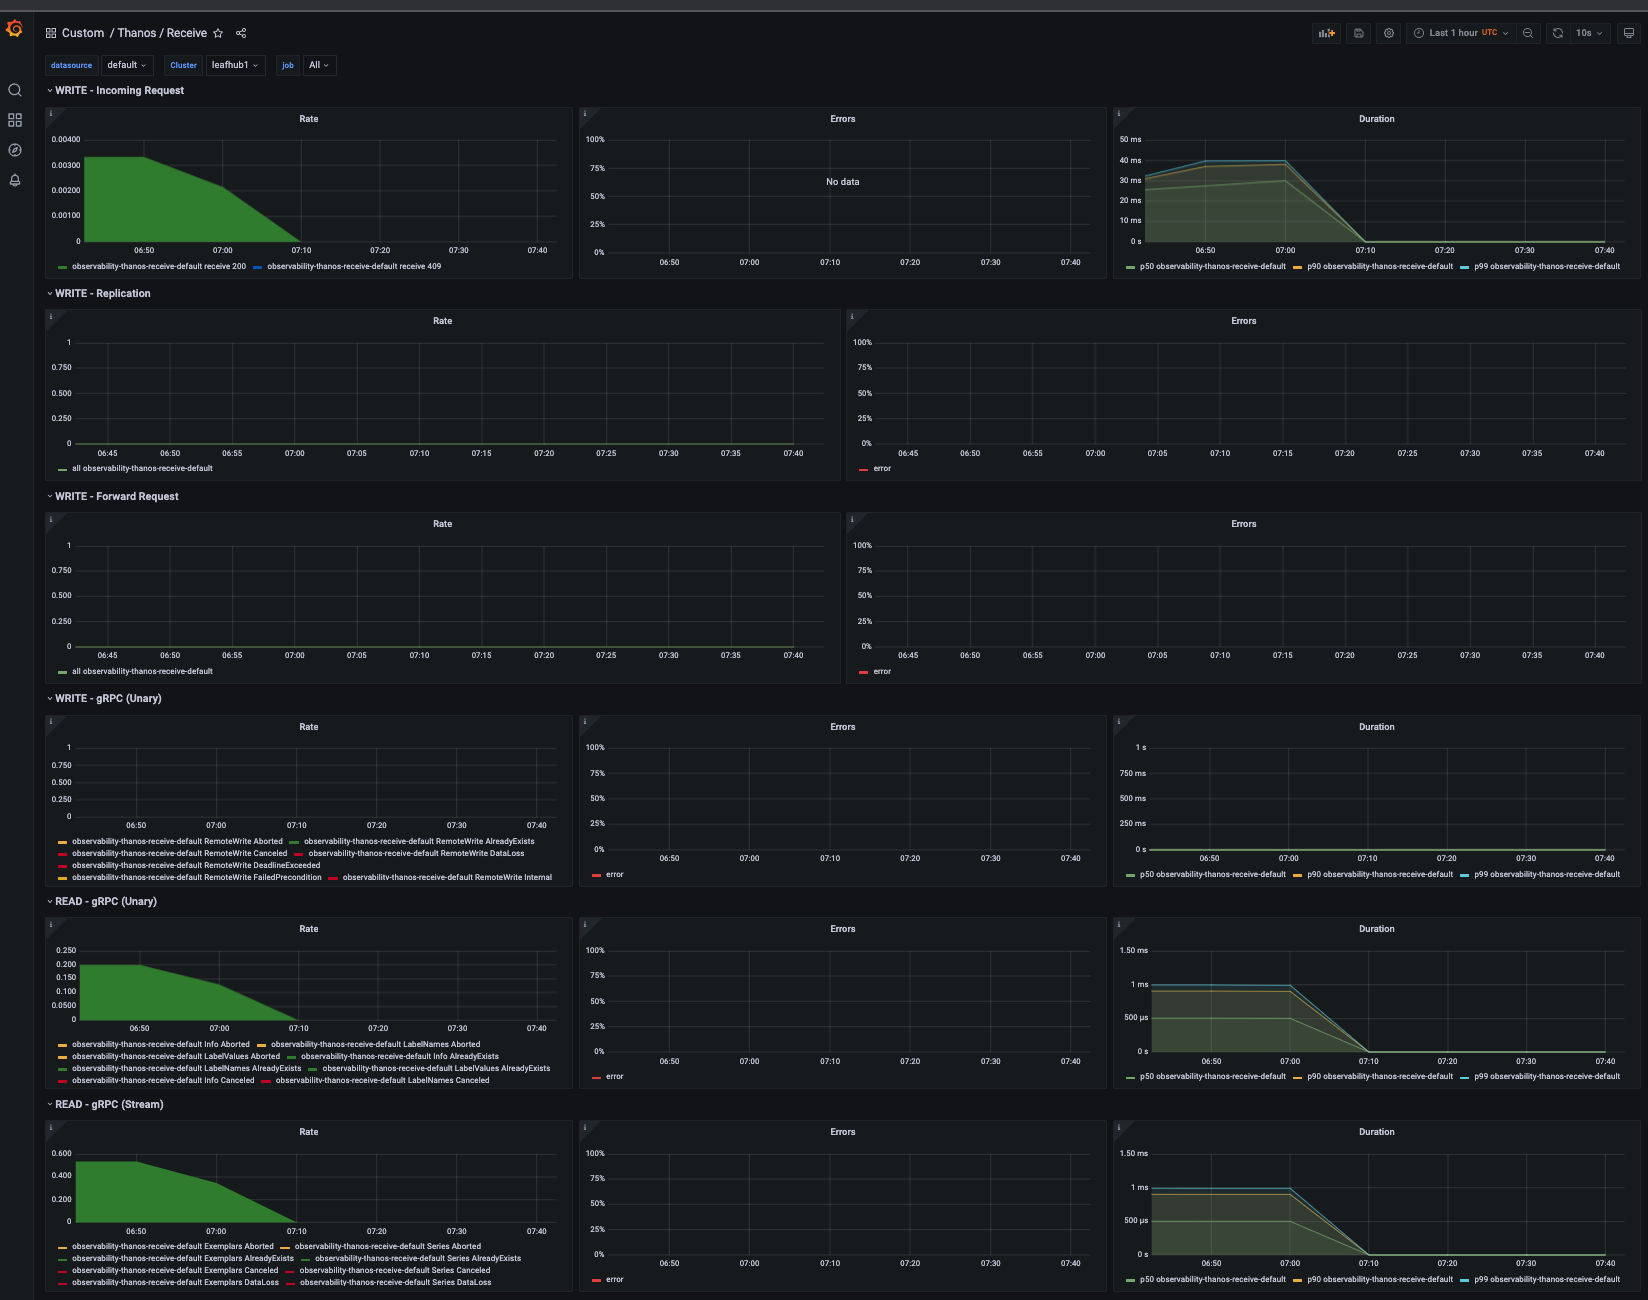 Custom / Thanos / Receive
Last 1 hour UTC
10s
datasource default Cluster leafhub1 job All
WRITE - Incoming Request
Rate
0.00400
0.00300
0.00200
0.00100
0
06:50 07:00 07:10 07:20 07:30 07:40
observability-thanos-receive-default receive 200 observability-thanos-receive-default receive 409
Errors
100%
75%
No data
50%
25%
0%
06:50 07:00 07:10 07:20 07:30 07:40
Duration
50 ms
40 ms
30 ms
20 ms
10 ms
0 s
06:50 07:00 07:10 07:20 07:30 07:40
p50 observability-thanos-receive-default p90 observability-thanos-receive-default p99 observability-thanos-receive-default
WRITE - Replication
Rate
1
0.750
0.500
0.250
0
06:45 06:50 06:55 07:00 07:05 07:10 07:15 07:20 07:25 07:30 07:35 07:40
all observability-thanos-receive-default
Errors
100%
75%
50%
25%
0%
06:45 06:50 06:55 07:00 07:05 07:10 07:15 07:20 07:25 07:30 07:35 07:40
error
WRITE - Forward Request
Rate
1
0.750
0.500
0.250
0
06:45 06:50 06:55 07:00 07:05 07:10 07:15 07:20 07:25 07:30 07:35 07:40
all observability-thanos-receive-default
Errors
100%
75%
50%
25%
0%
06:45 06:50 06:55 07:00 07:05 07:10 07:15 07:20 07:25 07:30 07:35 07:40
error
WRITE - gRPC (Unary)
Rate
1
0.750
0.500
0.250
0
06:50 07:00 07:10 07:20 07:30 07:40
observability-thanos-receive-default RemoteWrite Aborted observability-thanos-receive-default RemoteWrite AlreadyExists
observability-thanos-receive-default RemoteWrite Canceled observability-thanos-receive-default RemoteWrite DataLoss
observability-thanos-receive-default RemoteWrite DeadlineExceeded
observability-thanos-receive-default RemoteWrite FailedPrecondition observability-thanos-receive-default RemoteWrite Internal
Errors
100%
75%
50%
25%
0%
06:50 07:00 07:10 07:20 07:30 07:40
error
Duration
1 s
750 ms
500 ms
250 ms
0 s
06:50 07:00 07:10 07:20 07:30 07:40
p50 observability-thanos-receive-default p90 observability-thanos-receive-default p99 observability-thanos-receive-default
READ - gRPC (Unary)
Rate
0.250
0.200
0.150
0.100
0.0500
0
06:50 07:00 07:10 07:20 07:30 07:40
observability-thanos-receive-default Info Aborted observability-thanos-receive-default LabelNames Aborted
observability-thanos-receive-default LabelValues Aborted observability-thanos-receive-default Info AlreadyExists
observability-thanos-receive-default LabelNames AlreadyExists observability-thanos-receive-default LabelValues AlreadyExists
observability-thanos-receive-default Info Canceled observability-thanos-receive-default LabelNames Canceled
Errors
100%
75%
50%
25%
0%
06:50 07:00 07:10 07:20 07:30 07:40
error
Duration
1.50 ms
1 ms
500 µs
0 s
06:50 07:00 07:10 07:20 07:30 07:40
p50 observability-thanos-receive-default p90 observability-thanos-receive-default p99 observability-thanos-receive-default
READ - gRPC (Stream)
Rate
0.600
0.400
0.200
0
06:50 07:00 07:10 07:20 07:30 07:40
observability-thanos-receive-default Exemplars Aborted observability-thanos-receive-default Series Aborted
observability-thanos-receive-default Exemplars AlreadyExists observability-thanos-receive-default Series AlreadyExists
observability-thanos-receive-default Exemplars Canceled observability-thanos-receive-default Series Canceled
observability-thanos-receive-default Exemplars DataLoss observability-thanos-receive-default Series DataLoss
Errors
100%
75%
50%
25%
0%
06:50 07:00 07:10 07:20 07:30 07:40
error
Duration
1.50 ms
1 ms
500 µs
0 s
06:50 07:00 07:10 07:20 07:30 07:40
p50 observability-thanos-receive-default p90 observability-thanos-receive-default p99 observability-thanos-receive-default